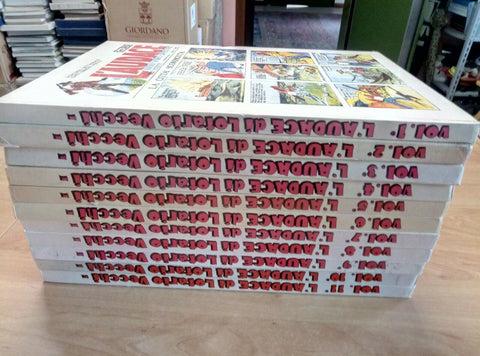 GIORDANO
L'AUDACE
vol. 1° L'AUDACE di Lotario Vecchi
vol. 2° L'AUDACE di Lotario Vecchi
vol. 3° L'AUDACE di Lotario Vecchi
vol. 4° L'AUDACE di Lotario Vecchi
vol. 5° L'AUDACE di Lotario Vecchi
vol. 6° L'AUDACE di Lotario Vecchi
vol. 7° L'AUDACE di Lotario Vecchi
vol. 8° L'AUDACE di Lotario Vecchi
vol. 9° L'AUDACE di Lotario Vecchi
vol. 10° L'AUDACE di Lotario Vecchi
vol. 11° L'AUDACE di Lotario Vecchi